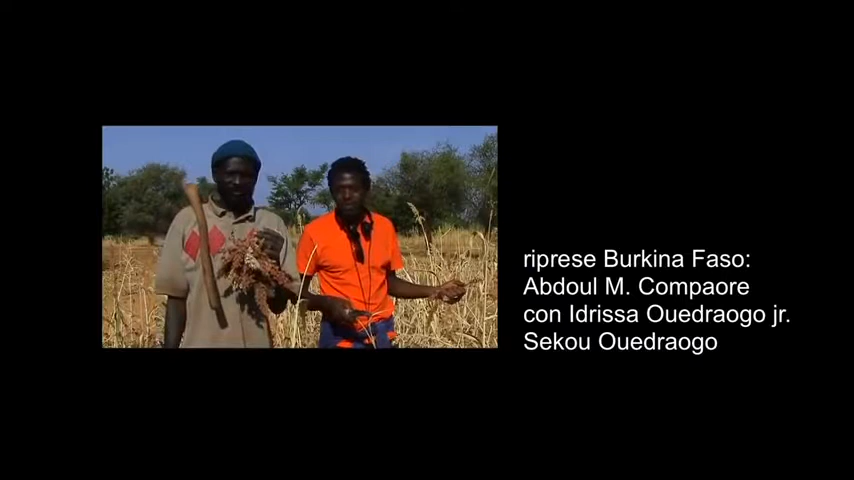 riprese Burkina Faso:
Abdoul M. Compaore
con Idrissa Ouedraogo jr.
Sekou Ouedraogo